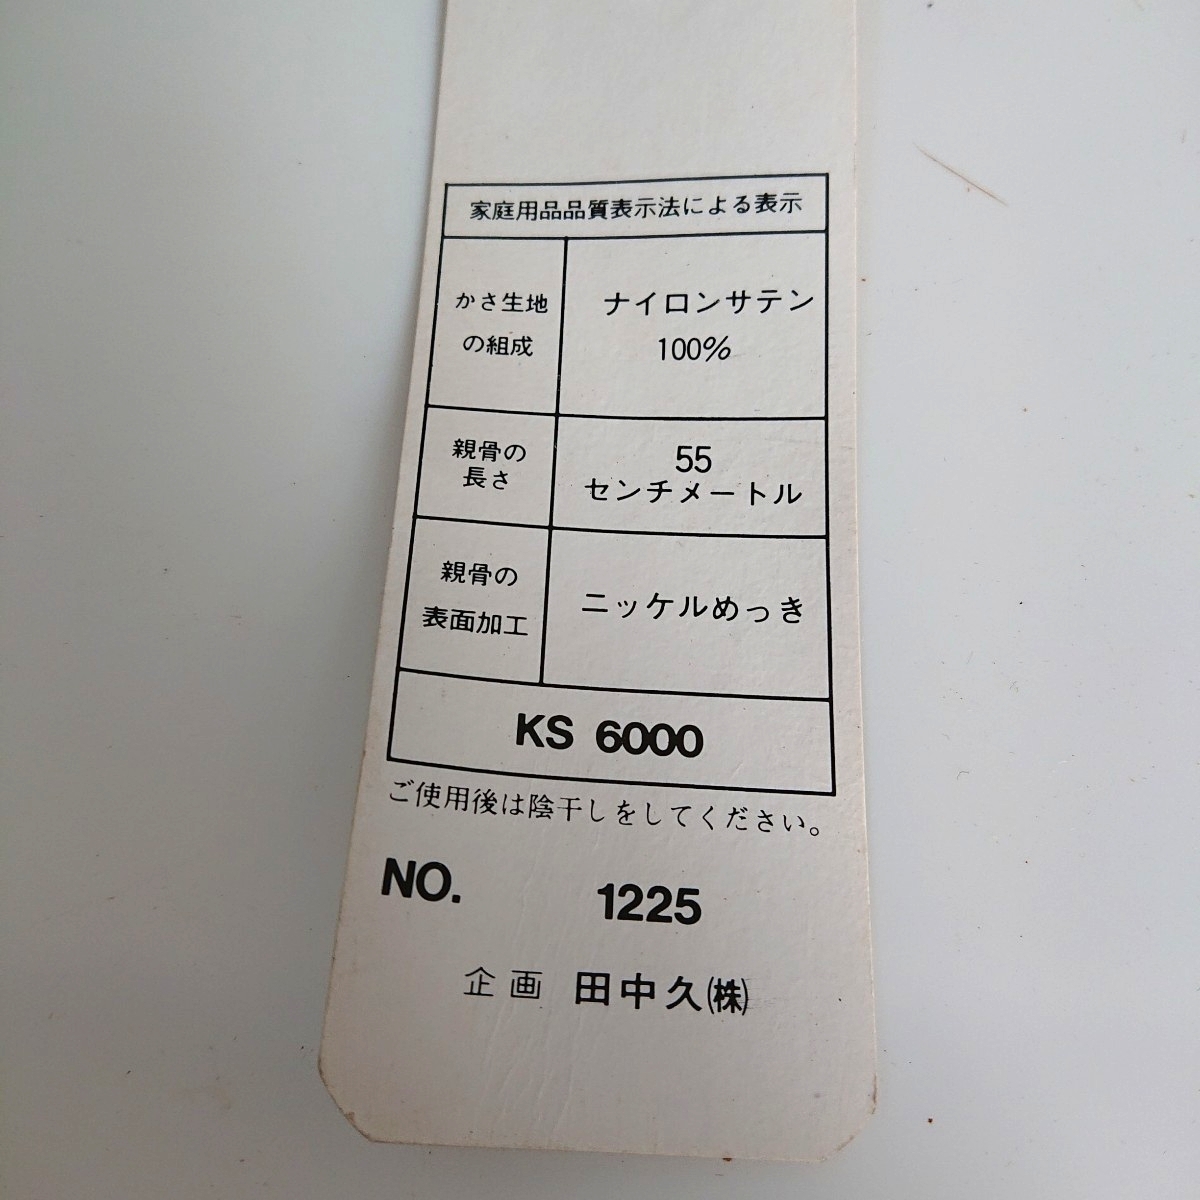 家庭用品品質表示法による表示
かさ生地
の組成
ナイロンサテン
100%
親骨の
長さ
55
センチメートル
親骨の
表面加工
ニッケルめっき
KS 6000
ご使用後は陰干しをしてください。
NO. 1225
企画 田中久(株)